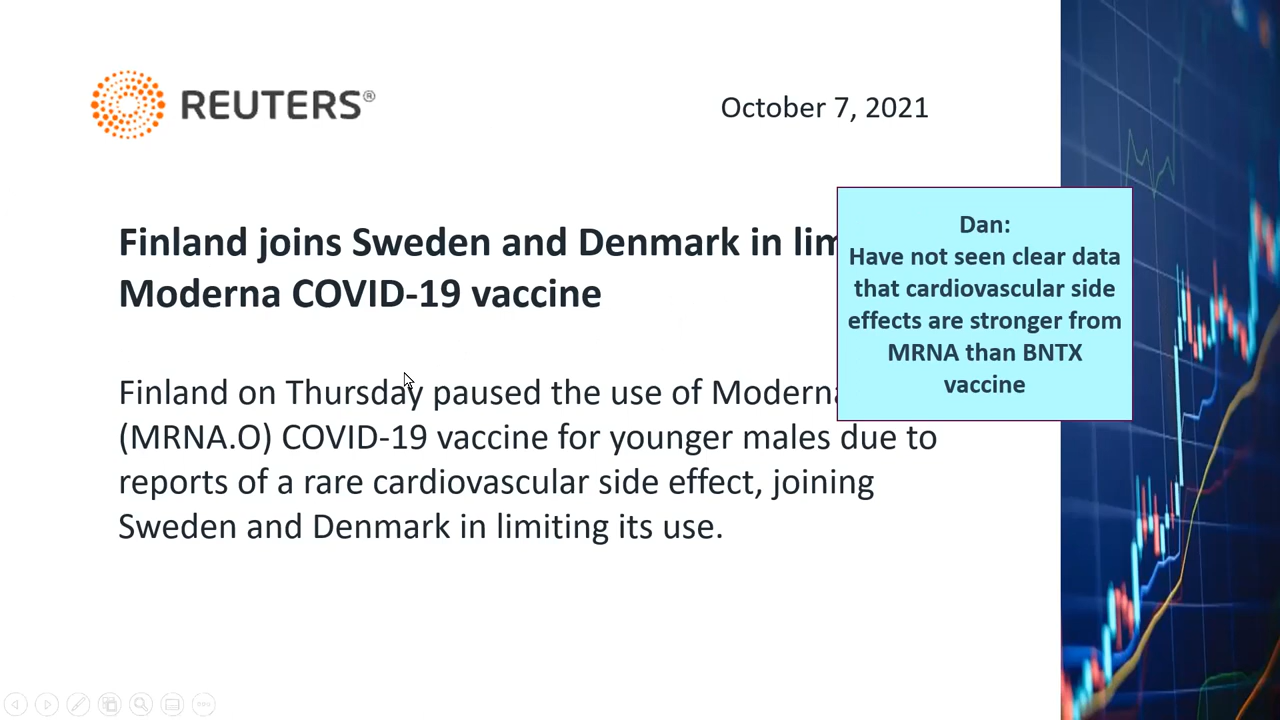 REUTERS®
October 7, 2021
Finland joins Sweden and Denmark in lim
Moderna COVID-19 vaccine
Dan:
Have not seen clear data
that cardiovascular side
effects are stronger from
MRNA than BNTX
vaccine
Finland on Thursday paused the use of Moderna
(MRNA.O) COVID-19 vaccine for younger males due to
reports of a rare cardiovascular side effect, joining
Sweden and Denmark in limiting its use.